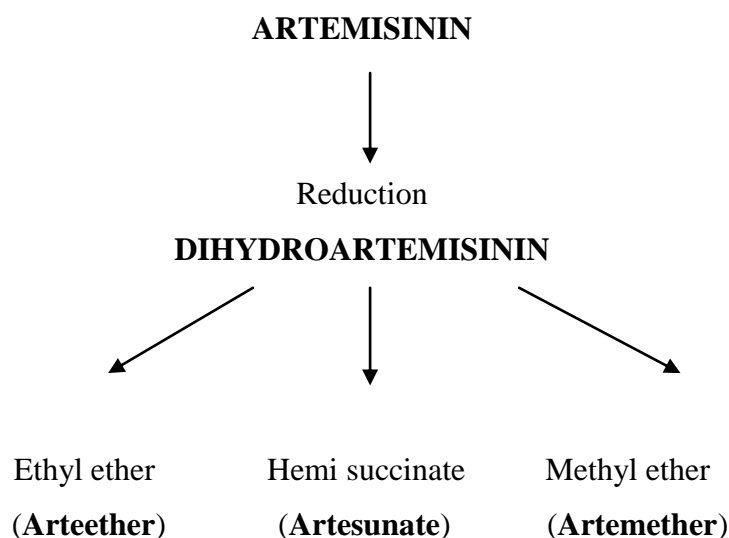 ARTEMISININ
Reduction
DIHYDROARTEMISININ
Ethyl ether Hemi succinate Methyl ether
(Arteether) (Artesunate) (Artemether)